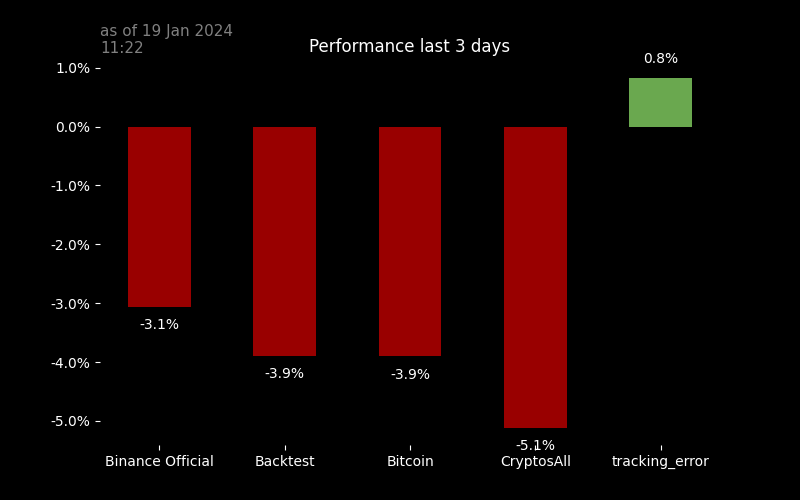 as of 19 Jan 2024
11:22
Performance last 3 days
1.0%
0.8%
0.0%
-1.0%
-2.0%
-3.0%
-3.1%
-4.0%
-3.9%
-3.9%
-5.0%
-5.1%
Binance Official
Backtest
Bitcoin
CryptosAll
tracking_error